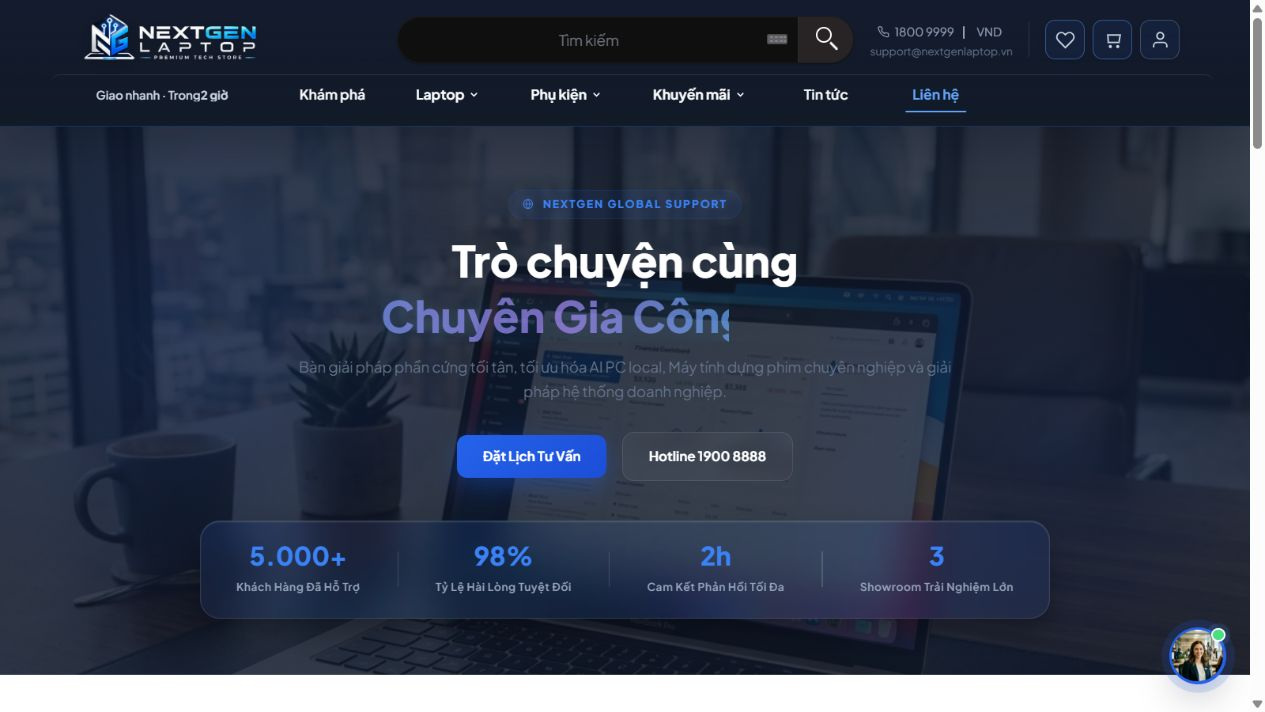 NEXTGEN
LAPTOP
PREMIUM TECH STORE
Tìm kiếm
1800 9999 | VND
support@nextgenlaptop.vn
Giao nhanh · Trong2 giờ
Khám phá
Laptop
Phụ kiện
Khuyến mãi
Tin tức
Liên hệ
NEXTGEN GLOBAL SUPPORT
Trò chuyện cùng
Chuyên Gia Công
Bàn giải pháp phần cứng tối tân, tối ưu hóa AI PC local, Máy tính dựng phim chuyên nghiệp và giải
pháp hệ thống doanh nghiệp.
Đặt Lịch Tư Vấn
Hotline 1900 8888
5.000+
Khách Hàng Đã Hỗ Trợ
98%
Tỷ Lệ Hài Lòng Tuyệt Đối
2h
Cam Kết Phản Hồi Tối Đa
3
Showroom Trải Nghiệm Lớn